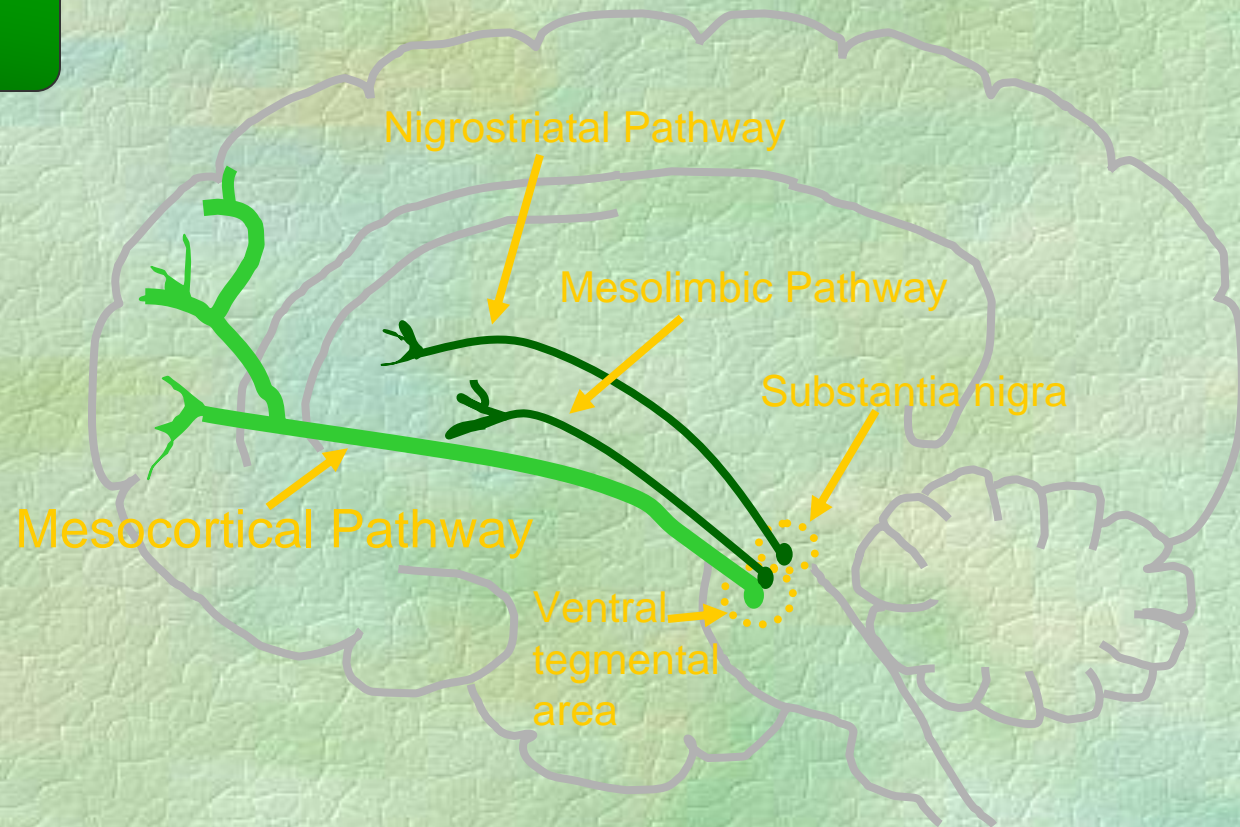 Nigrostriatal Pathway
Mesolimbic Pathway
Substantia nigra
Mesocortical Pathway
Ventral
tegmental
area